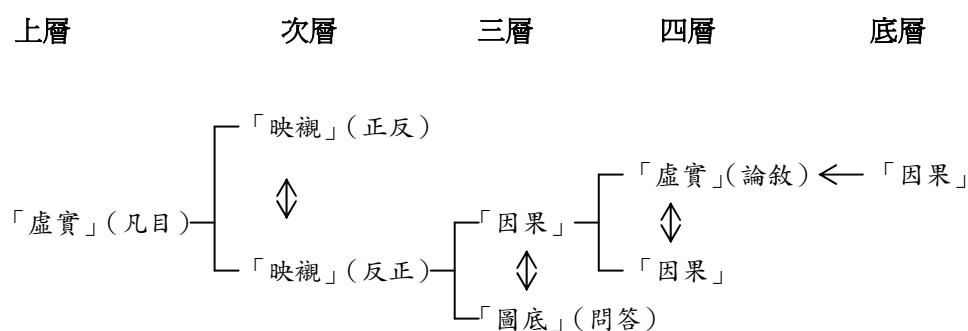 上層 次層 三層 四層 底層
「映襯」(正反)
「虛實」(論敘) 「因果」
「虛實」(凡目) 「因果」
「映襯」(反正) 「因果」
「圖底」(問答)